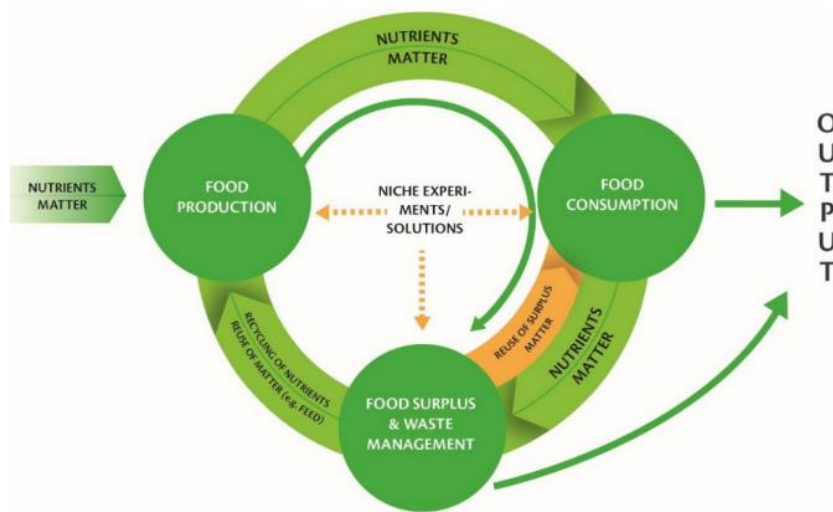 NUTRIENTS
MATTER
NUTRIENTS
MATTER
FOOD
PRODUCTION
NICHE EXPERI-
MENTS/
SOLUTIONS
FOOD
CONSUMPTION
OUTPUT
RECYCLING OF NUTRIENTS
REUSE OF MATTER (e.g. FEED)
REUSE OF SURPLUS
MATTER
NUTRIENTS
MATTER
FOOD SURPLUS
& WASTE
MANAGEMENT